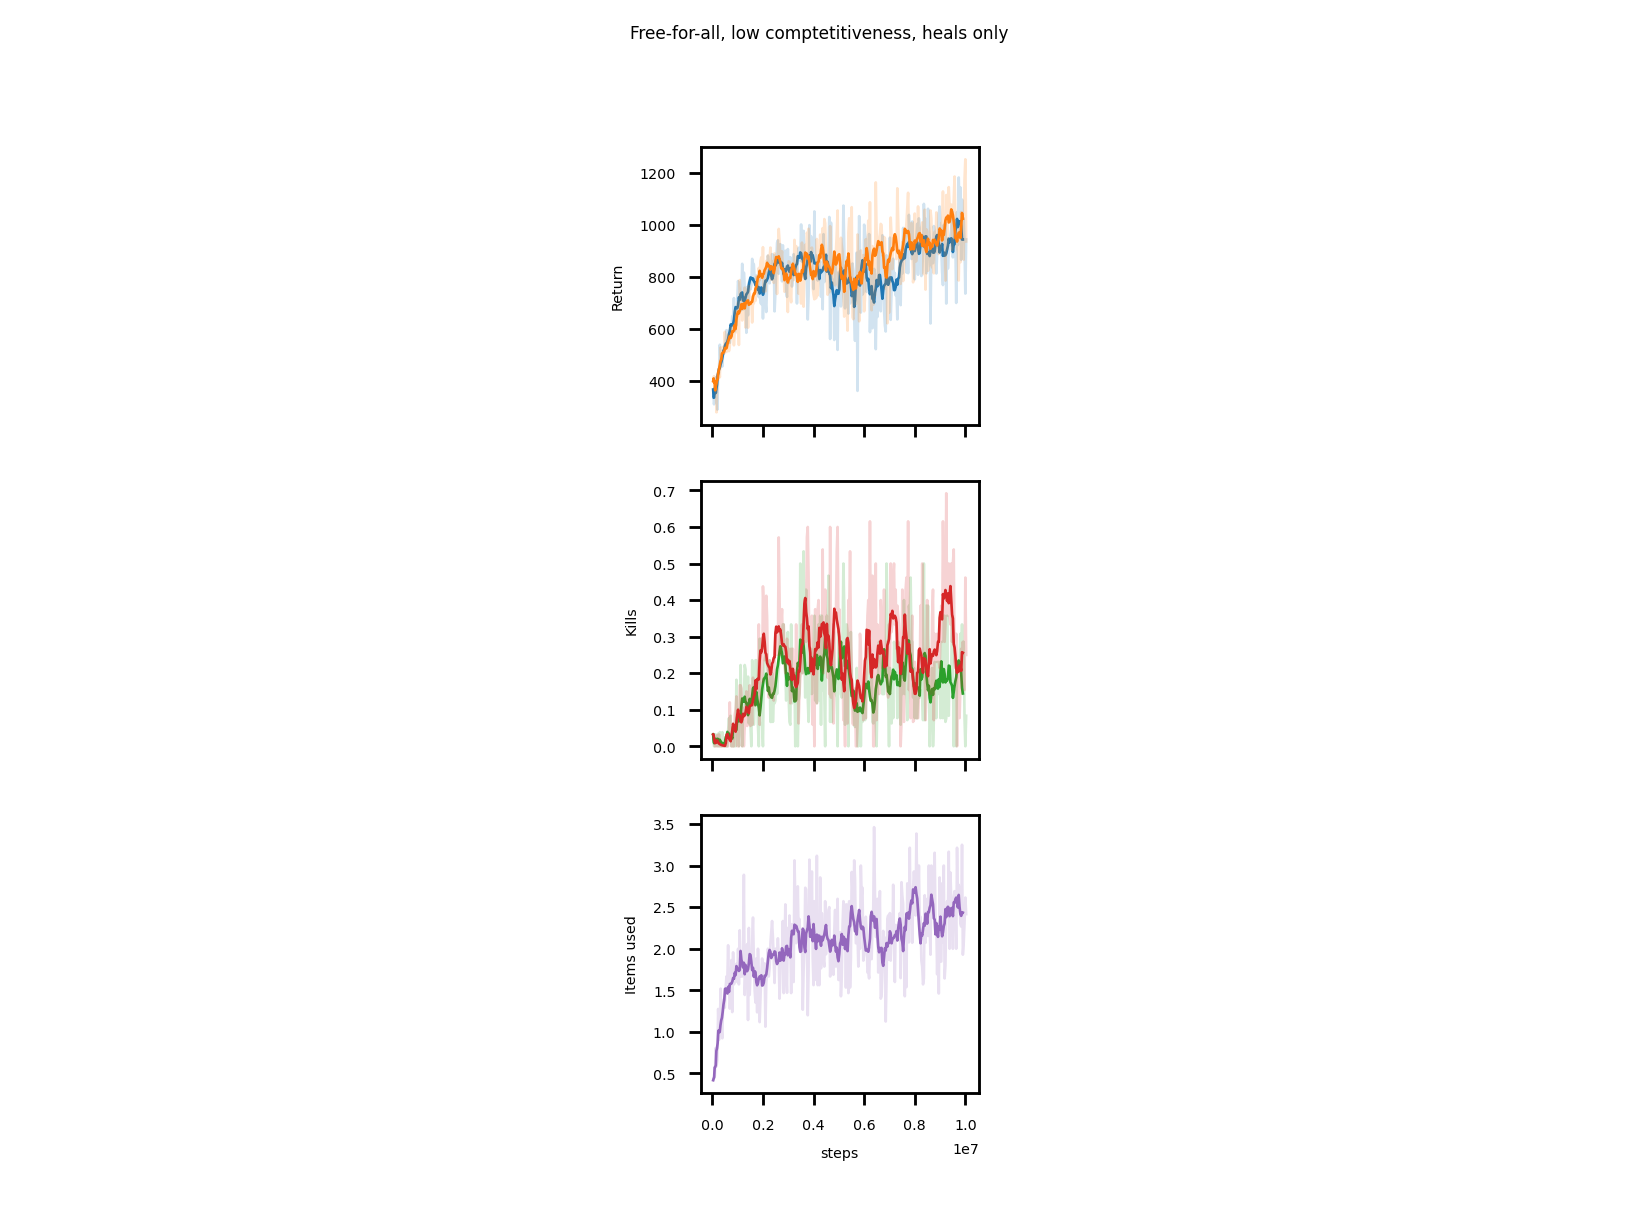 Free-for-all, low comptetitiveness, heals only
1200
1000
800
600
400
Return
0.7
0.6
0.5
0.4
0.3
0.2
0.1
0.0
Kills
3.5
3.0
2.5
2.0
1.5
1.0
0.5
Items used
0.0 0.2 0.4 0.6 0.8 1.0
1e7
steps